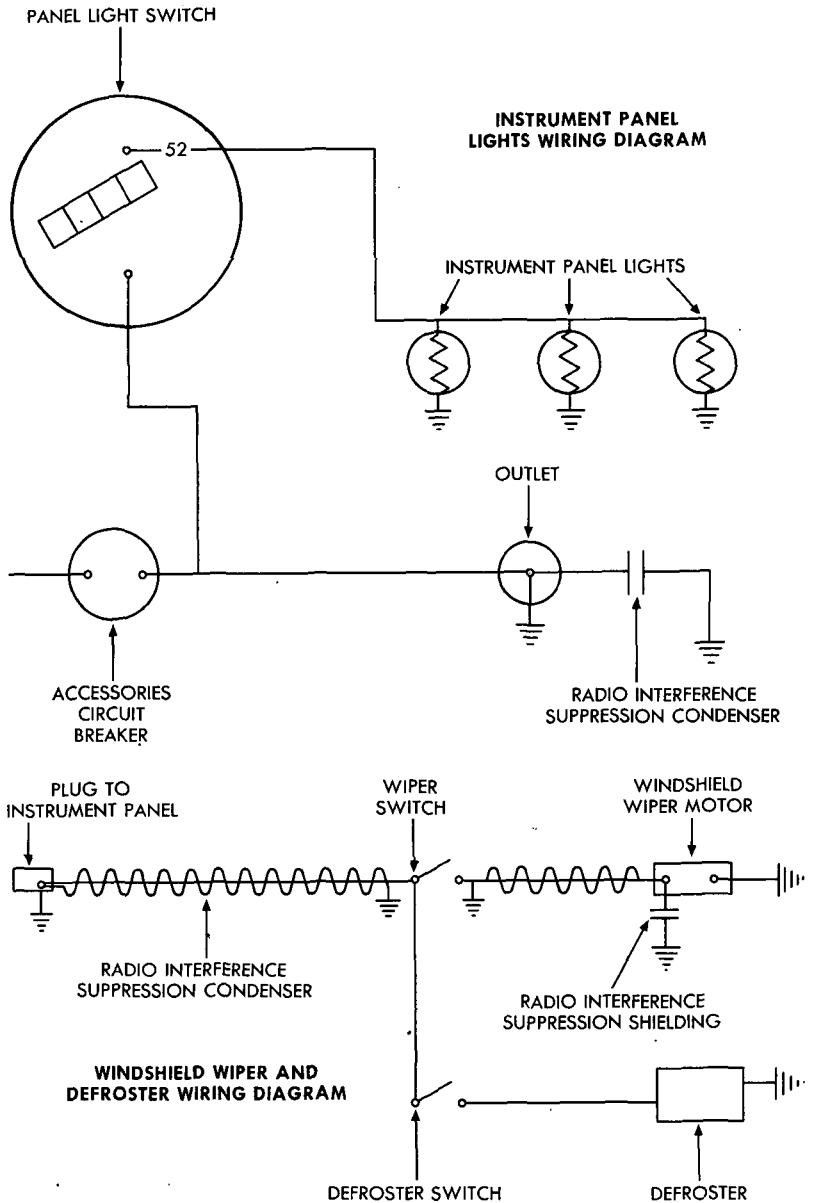 PANEL LIGHT SWITCH
INSTRUMENT PANEL
LIGHTS WIRING DIAGRAM
52
INSTRUMENT PANEL LIGHTS
OUTLET
ACCESSORIES
CIRCUIT
BREAKER
RADIO INTERFERENCE
SUPPRESSION CONDENSER
PLUG TO
INSTRUMENT PANEL
WIPER
SWITCH
WINDSHIELD
WIPER MOTOR
RADIO INTERFERENCE
SUPPRESSION CONDENSER
RADIO INTERFERENCE
SUPPRESSION SHIELDING
WINDSHIELD WIPER AND
DEFROSTER WIRING DIAGRAM
DEFROSTER SWITCH
DEFROSTER